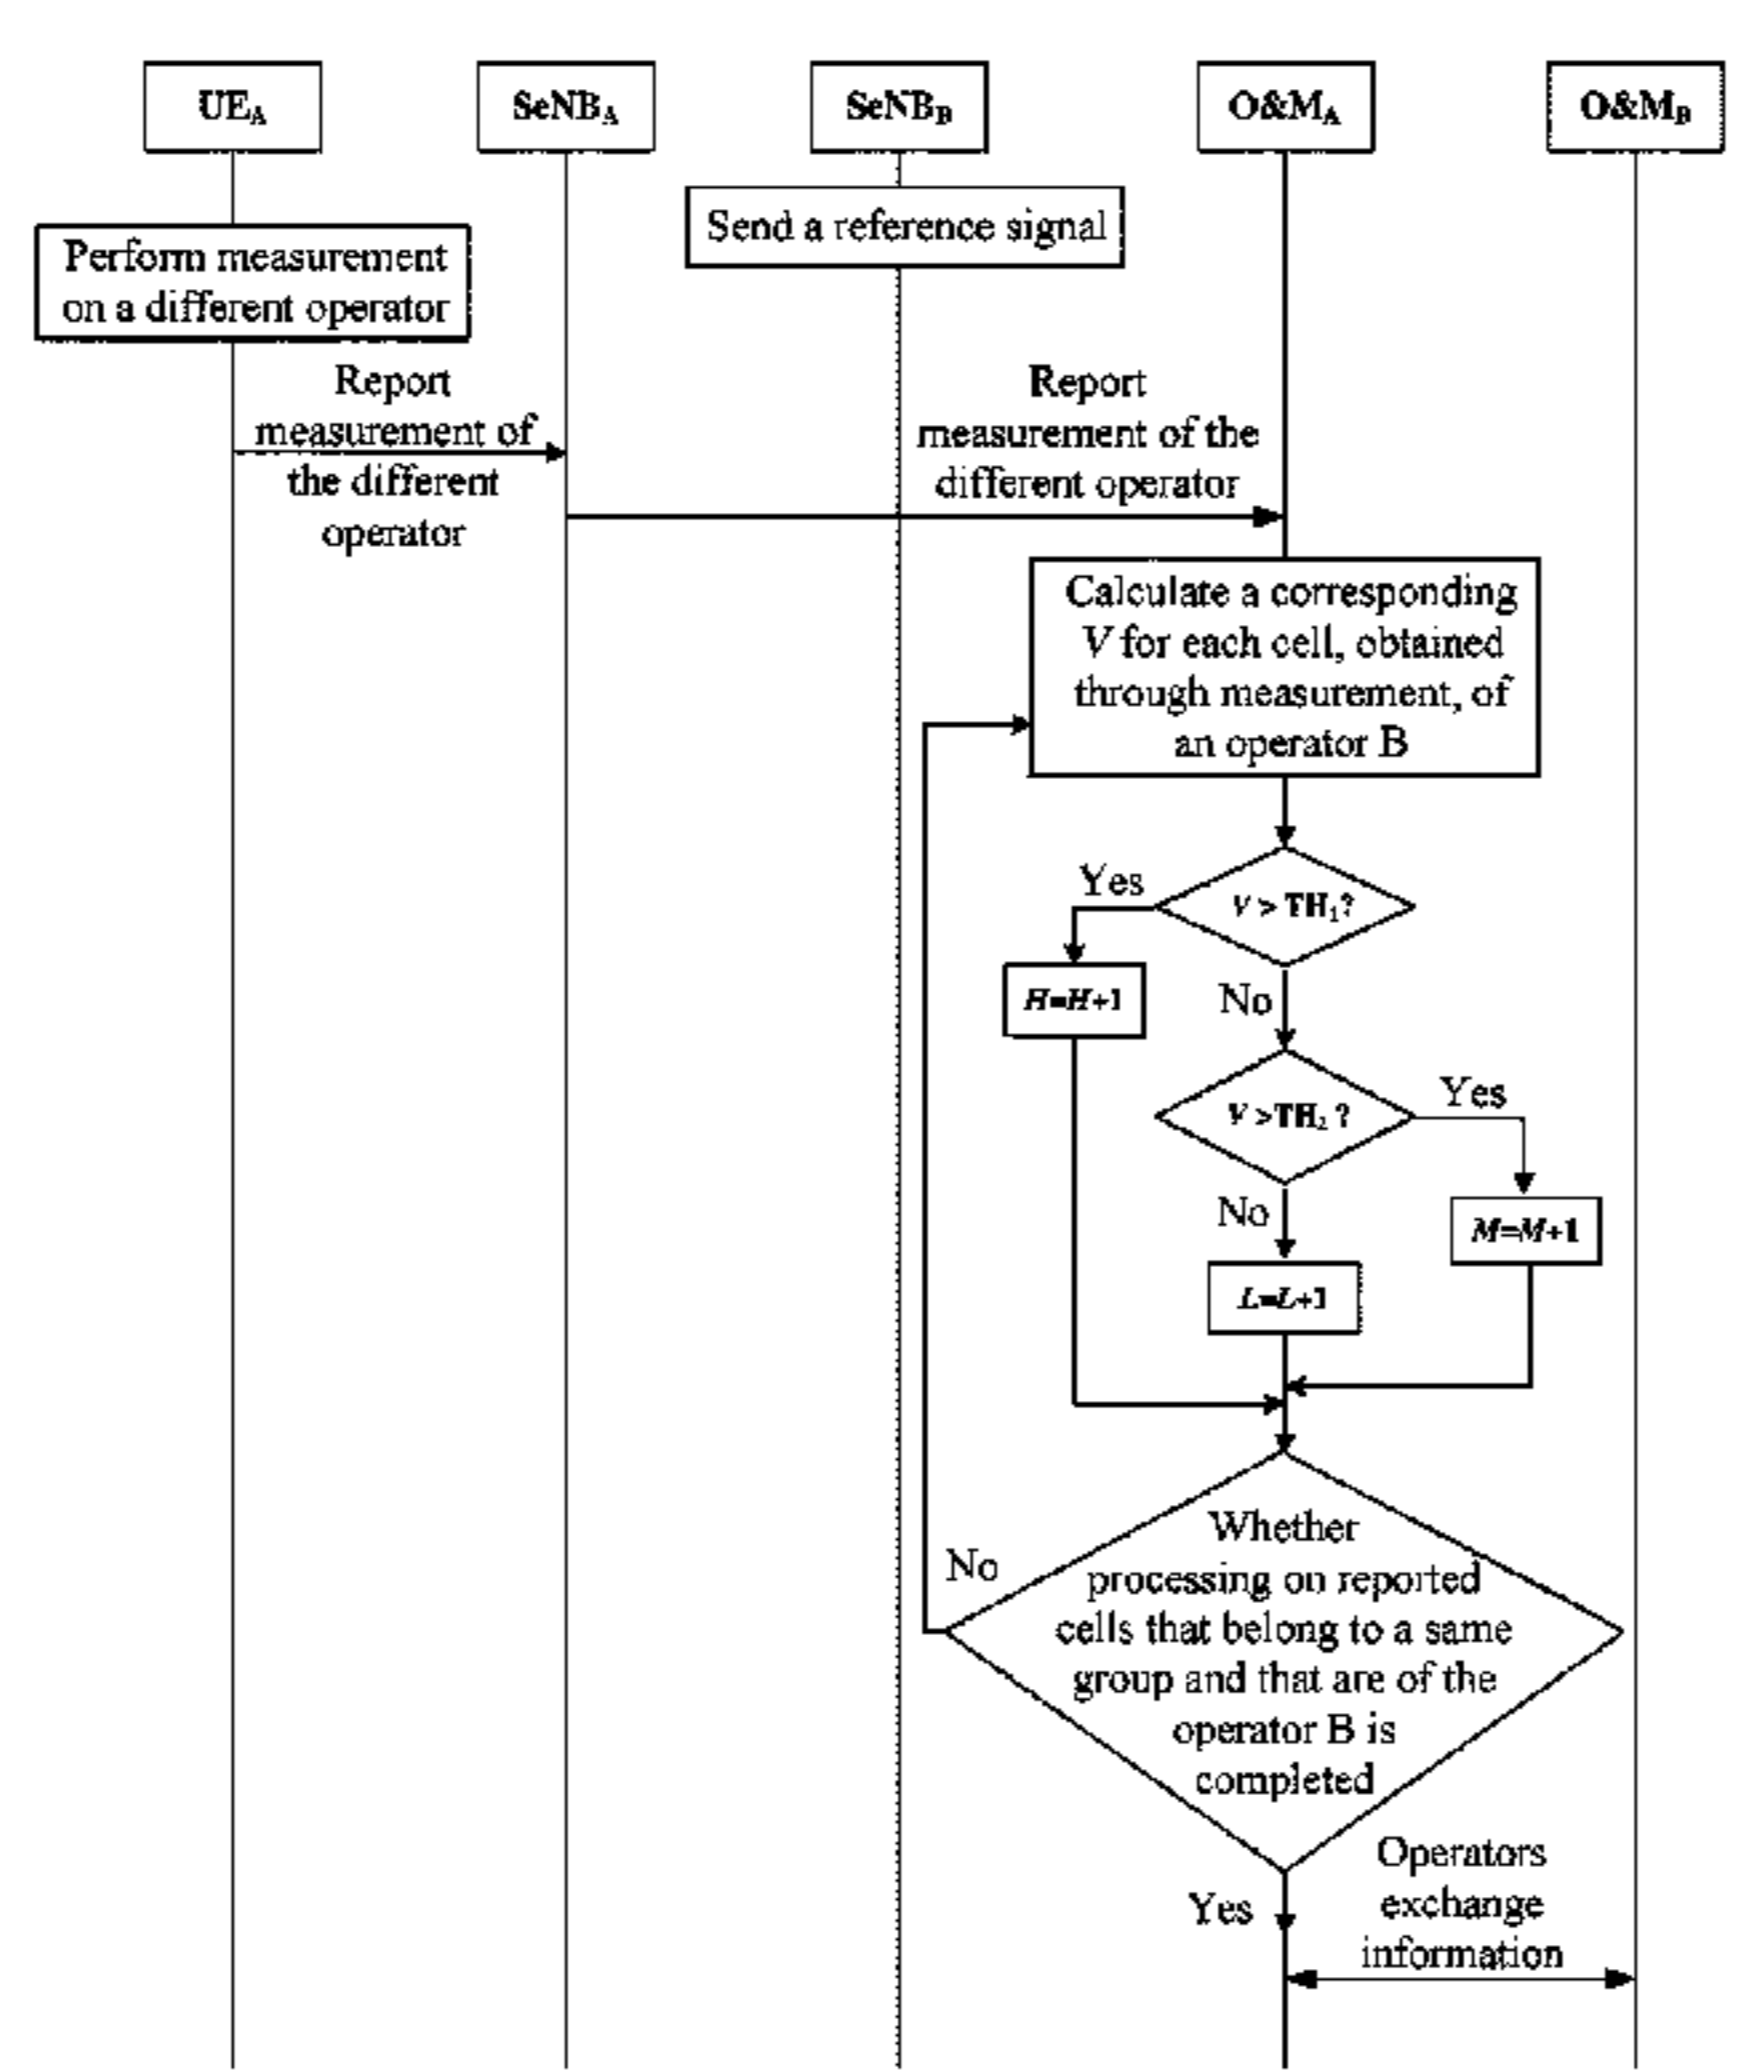 UEA
SeNBA
SeNBB
O&MA
O&MB
Send a reference signal
Perform measurement
on a different operator
Report
measurement of
the different
operator
Report
measurement of the
different operator
Calculate a corresponding
V for each cell, obtained
through measurement, of
an operator B
Yes
V > TH1?
H=H+1
No
V >TH2 ?
Yes
No
M=M+1
L=L+1
No
Whether
processing on reported
cells that belong to a same
group and that are of the
operator B is
completed
Yes
Operators
exchange
information